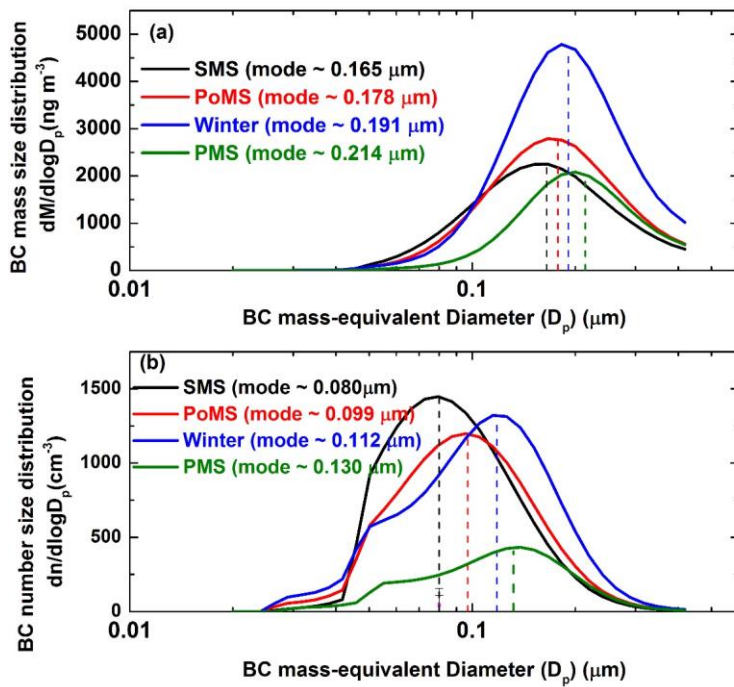 (a)
SMS (mode ~ 0.165 μm)
PoMS (mode ~ 0.178 μm)
Winter (mode ~ 0.191 μm)
PMS (mode ~ 0.214 μm)
BC mass size distribution
dM/dlogDₚ(ng m⁻³)
5000
4000
3000
2000
1000
0
0.01
0.1
BC mass-equivalent Diameter (Dₚ) (μm)
(b)
SMS (mode ~ 0.080μm)
PoMS (mode ~ 0.099 μm)
Winter (mode ~ 0.112 μm)
PMS (mode ~ 0.130 μm)
BC number size distribution
dn/dlogDₚ(cm⁻³)
1500
1250
750
500
0
0.01
0.1
BC mass-equivalent Diameter (Dₚ) (μm)